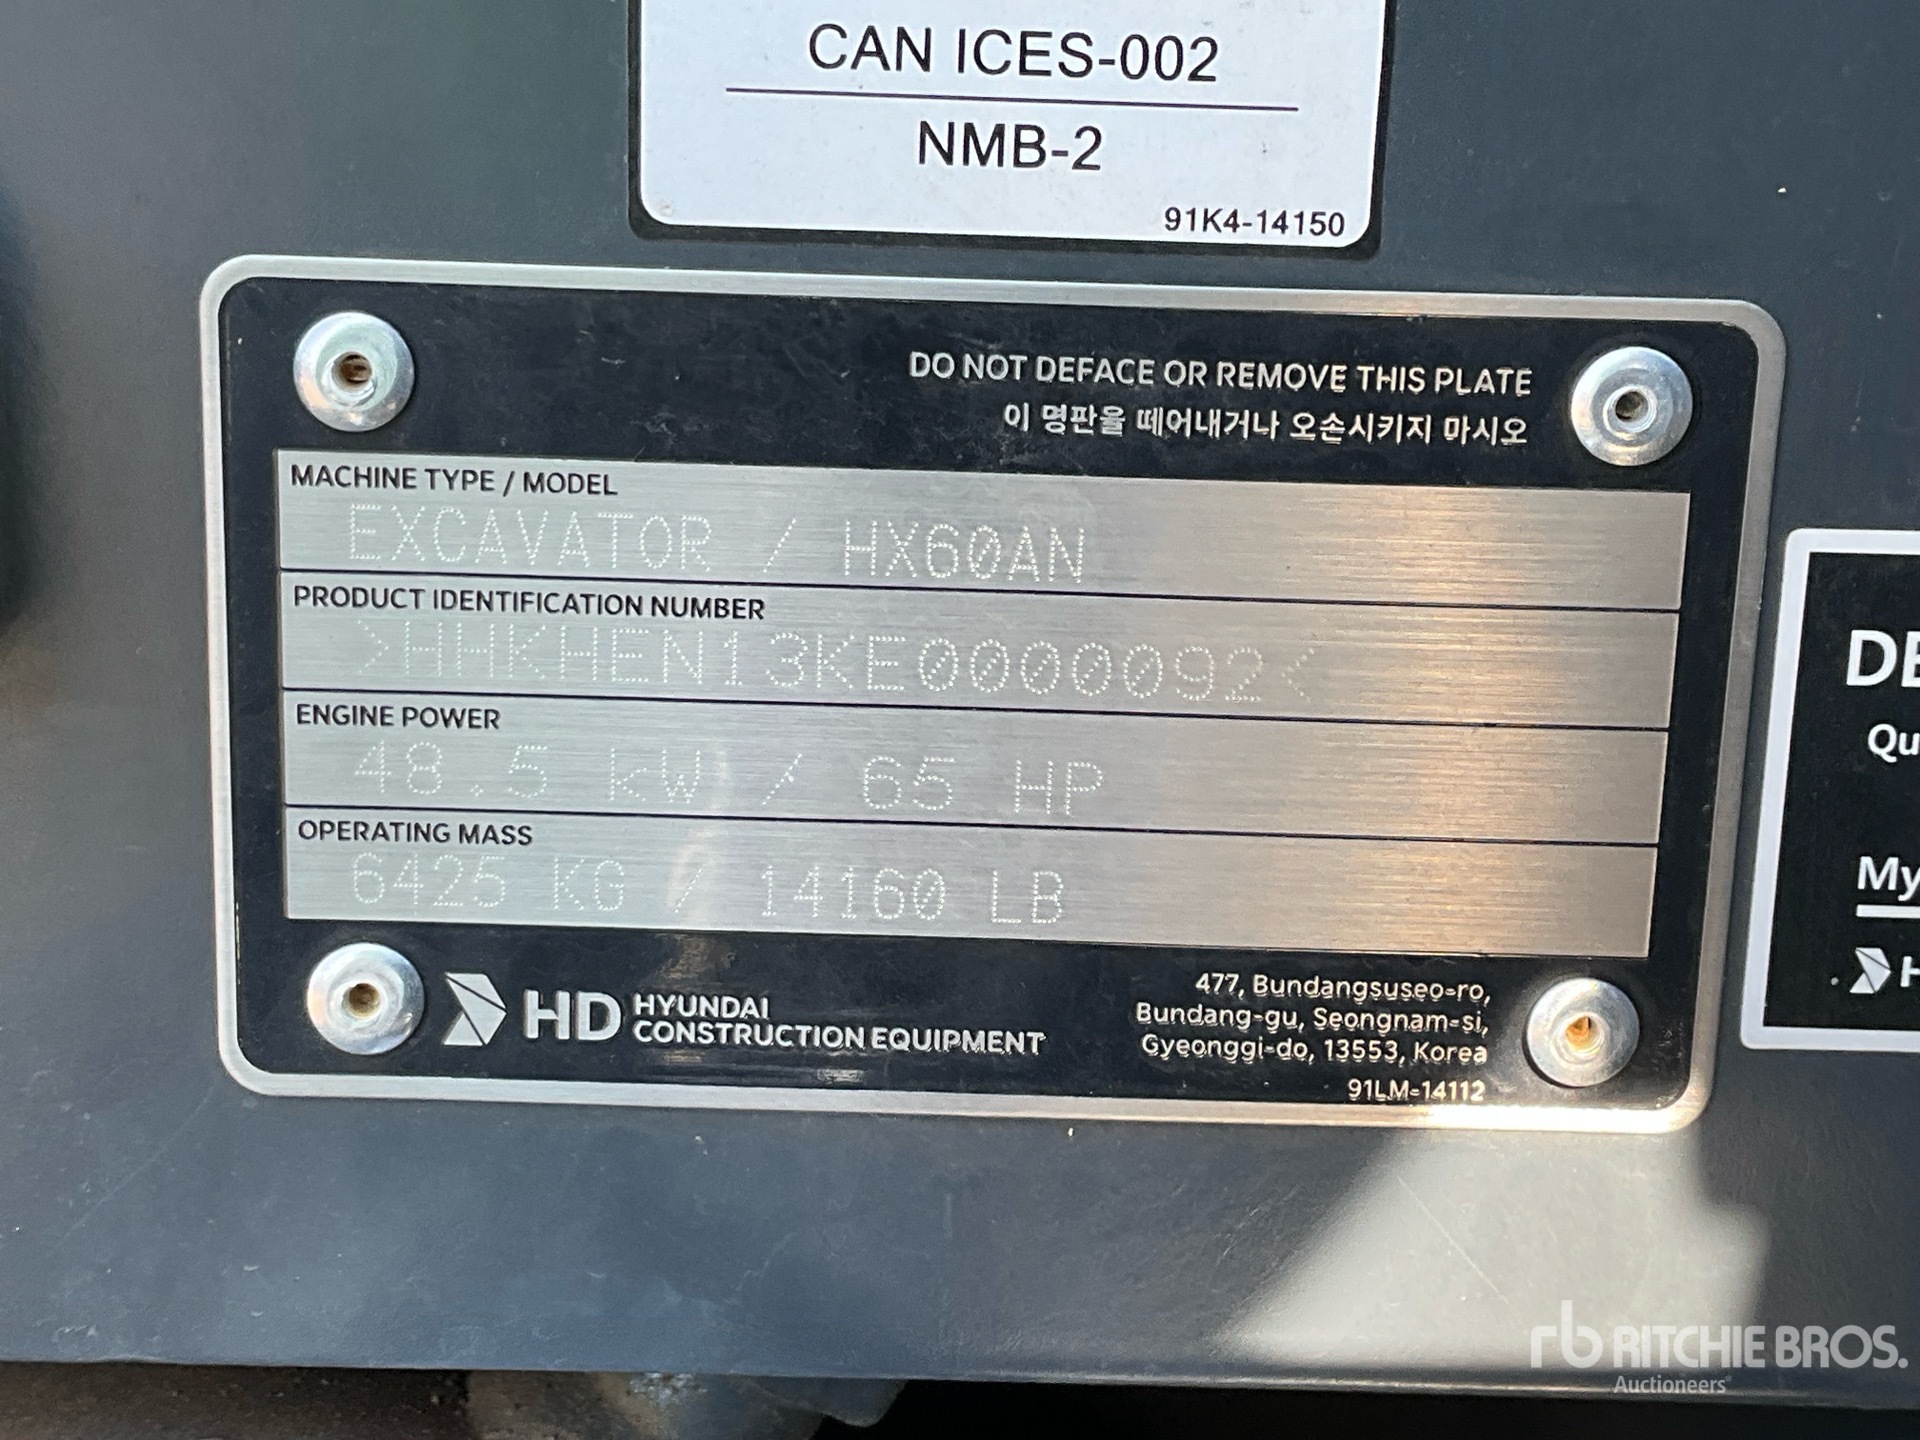 CAN ICES-002
NMB-2
91K4-14150
DO NOT DEFACE OR REMOVE THIS PLATE
이 명판을 떼어내거나 오손시키지 마시오
MACHINE TYPE / MODEL
EXCAVATOR / HX60AN
PRODUCT IDENTIFICATION NUMBER
>HHKHEN13KE0000092<
ENGINE POWER
48.5 kW / 65 HP
OPERATING MASS
6425 KG / 14160 LB
HD HYUNDAI
CONSTRUCTION EQUIPMENT
477, Bundangsuseo-ro,
Bundang-gu, Seongnam-si,
Gyeonggi-do, 13553, Korea
91LM-14112
DE
Qu
My
H
rb RITCHIE BROS.
Auctioneers